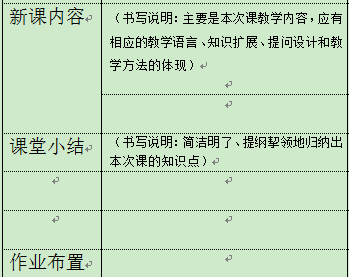 新课内容
（书写说明：主要是本次课教学内容，应有
相应的教学语言、知识扩展、提问设计和教
学方法的体现）
课堂小结
（书写说明：简洁明了、提纲挈领地归纳出
本次课的知识点）
作业布置